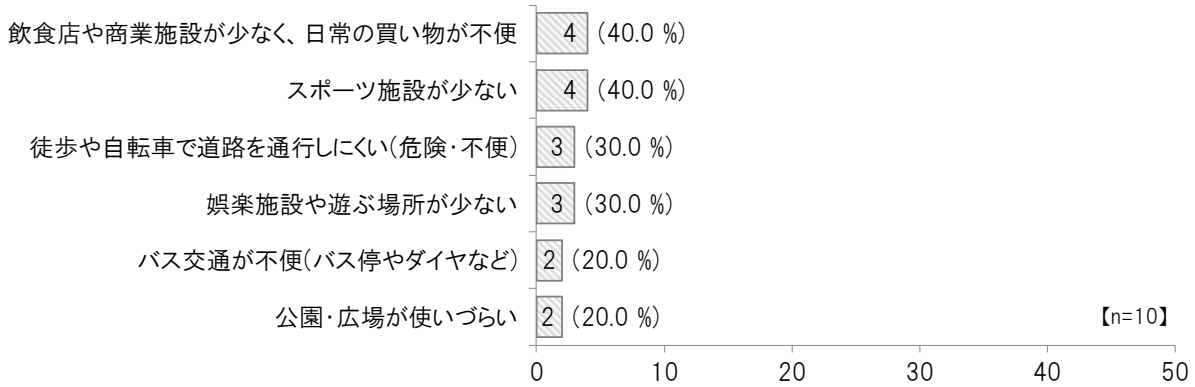 飲食店や商業施設が少なく、日常の買い物が不便 4 (40.0 %)
スポーツ施設が少ない 4 (40.0 %)
徒歩や自転車で道路を通行しにくい(危険・不便) 3 (30.0 %)
娯楽施設や遊ぶ場所が少ない 3 (30.0 %)
バス交通が不便(バス停やダイヤなど) 2 (20.0 %)
公園・広場が使いづらい 2 (20.0 %)
【n=10】
0 10 20 30 40 50